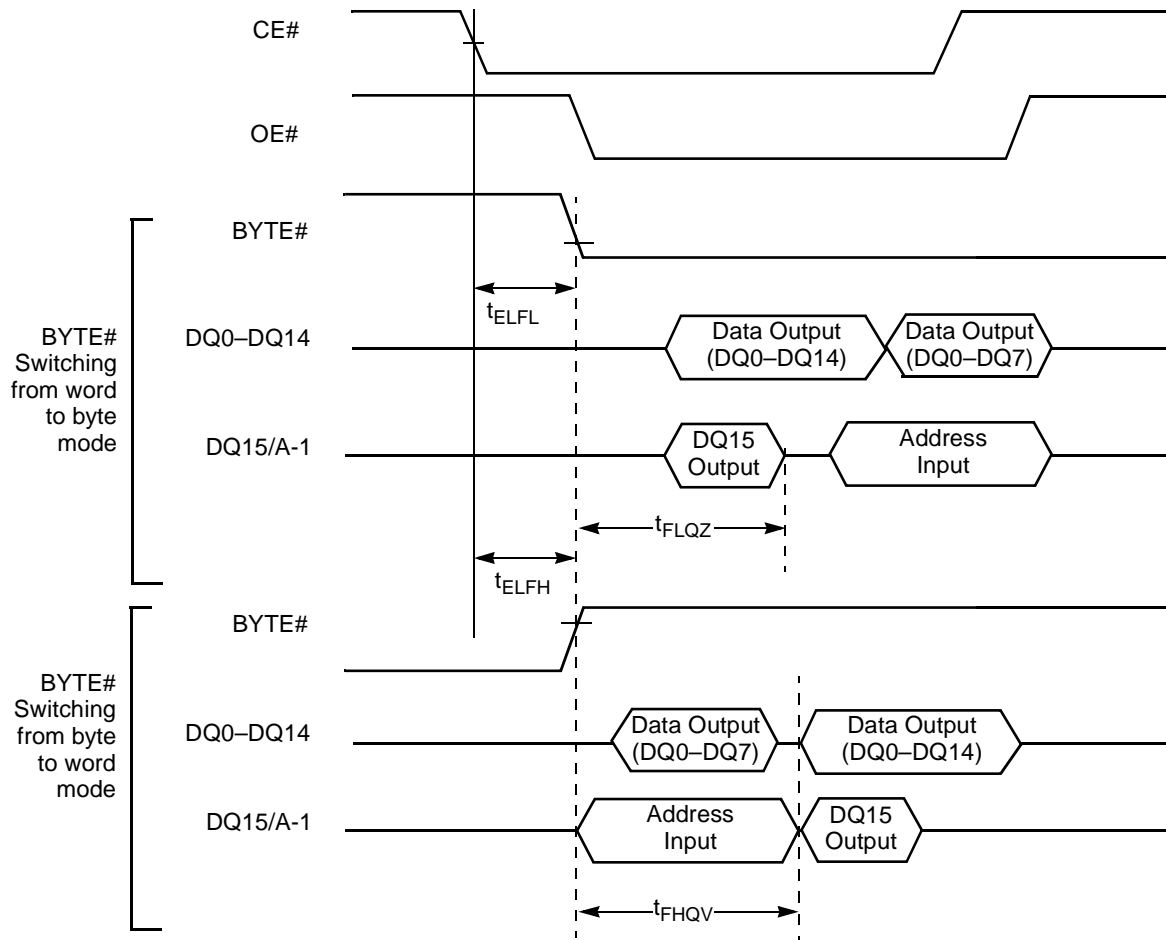 CE#
OE#
BYTE#
tELFL
BYTE#
Switching
from word
to byte
mode
DQ0–DQ14
Data Output
(DQ0–DQ14)
Data Output
(DQ0–DQ7)
DQ15/A-1
DQ15
Output
Address
Input
tFLQZ
tELFH
BYTE#
BYTE#
Switching
from byte
to word
mode
DQ0–DQ14
Data Output
(DQ0–DQ7)
Data Output
(DQ0–DQ14)
DQ15/A-1
Address
Input
DQ15
Output
tFHQV